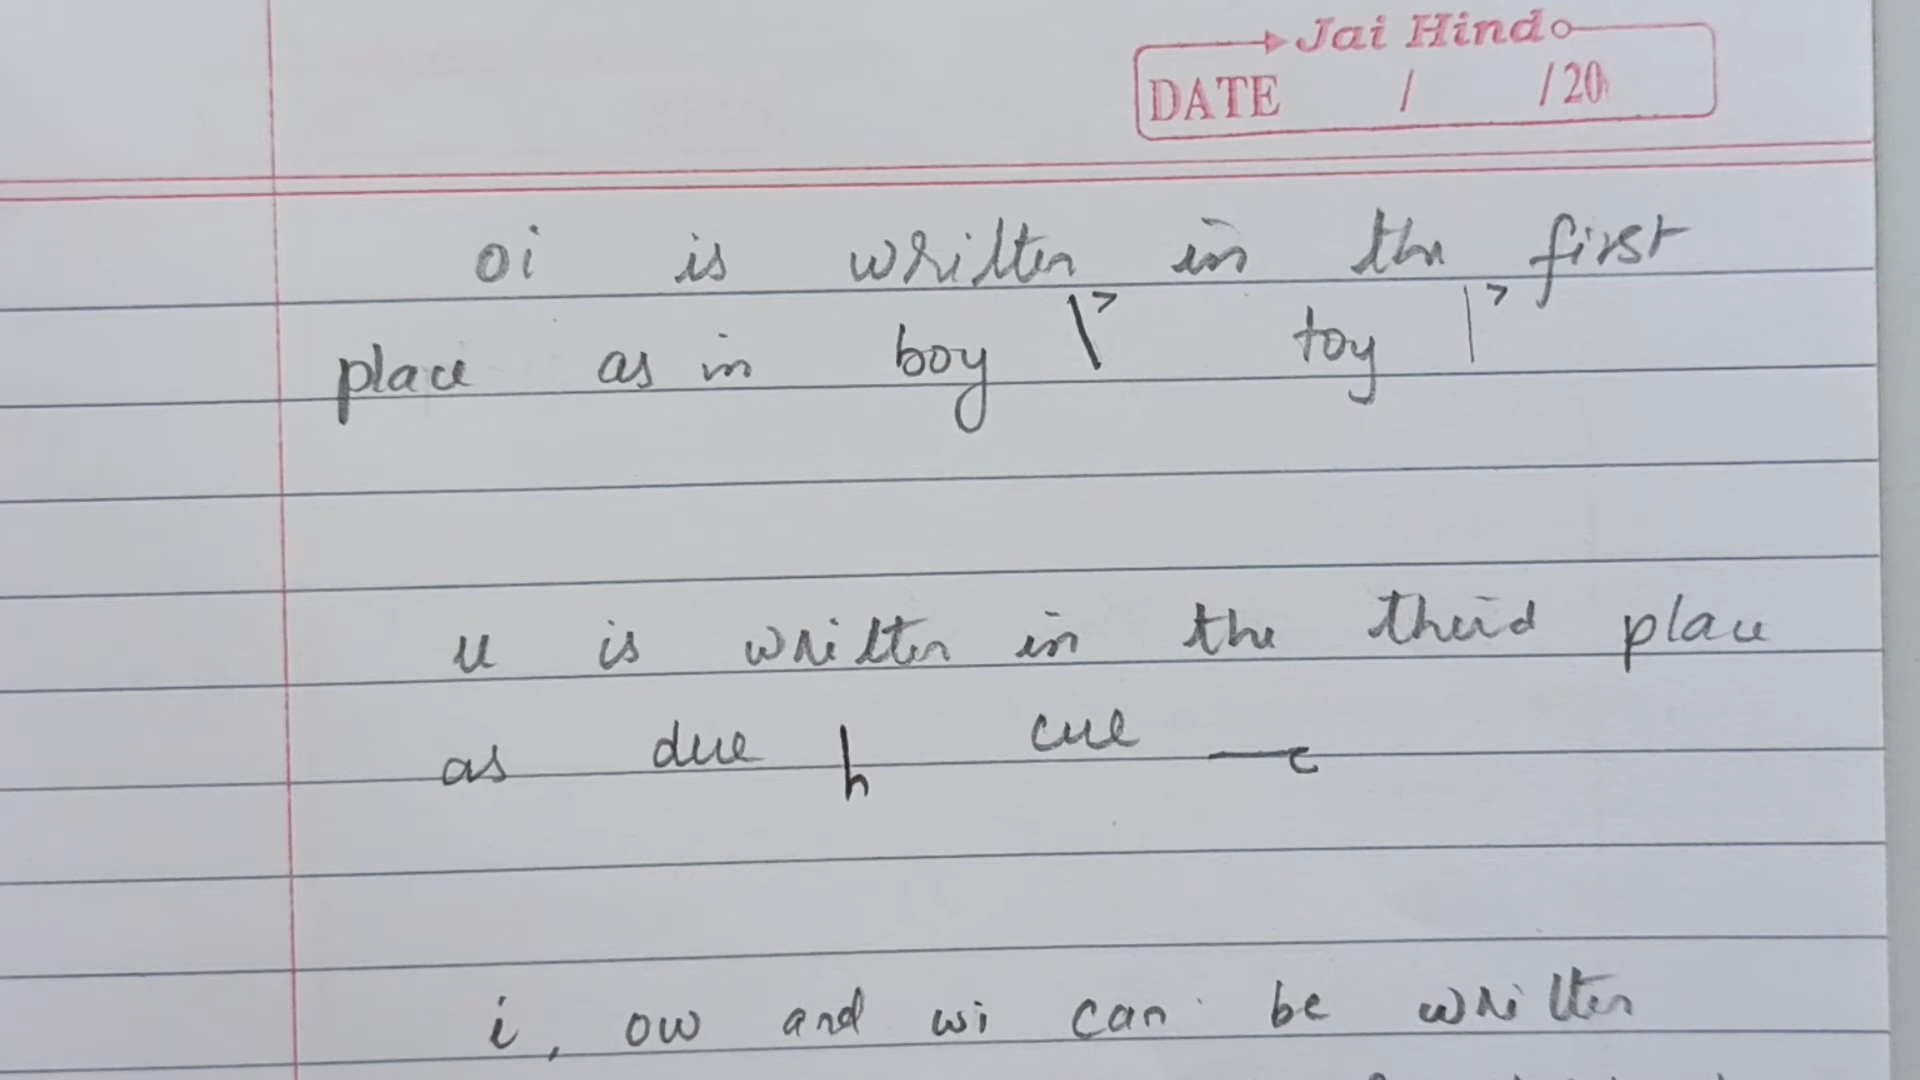 Jai Hind
DATE / /20
oi is written in the first
place as in boy toy
u is written in the third place
as due cue
i, ow and wi can be written